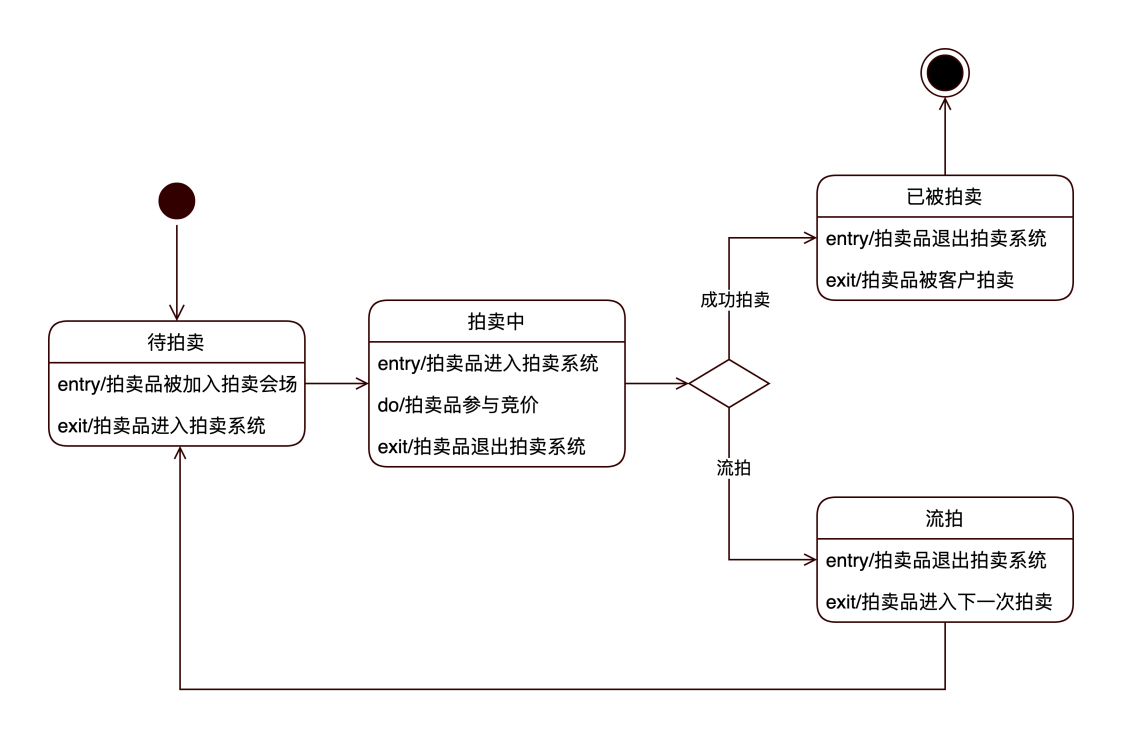 待拍卖
entry/拍卖品被加入拍卖会场
exit/拍卖品进入拍卖系统
拍卖中
entry/拍卖品进入拍卖系统
do/拍卖品参与竞价
exit/拍卖品退出拍卖系统
成功拍卖
流拍
已被拍卖
entry/拍卖品退出拍卖系统
exit/拍卖品被客户拍卖
流拍
entry/拍卖品退出拍卖系统
exit/拍卖品进入下一次拍卖